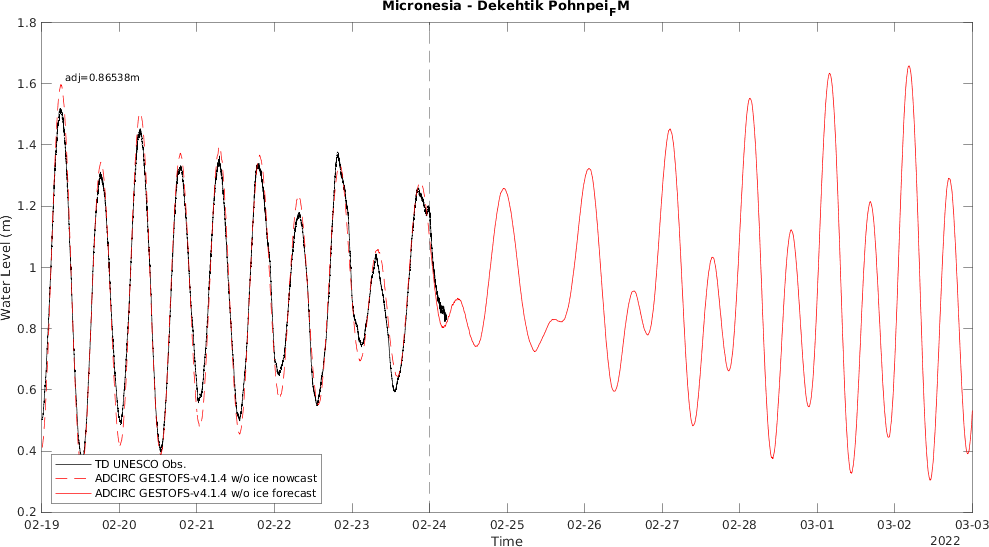 Micronesia - Dekehtik Pohnpei_FM
adj=0.86538m
1.8
1.6
1.4
1.2
1
0.8
0.6
0.4
0.2
Water Level (m)
TD UNESCO Obs.
ADCIRC GESTOFS-v4.1.4 w/o ice nowcast
ADCIRC GESTOFS-v4.1.4 w/o ice forecast
02-19 02-20 02-21 02-22 02-23 02-24 02-25 02-26 02-27 02-28 03-01 03-02 03-03
Time
2022